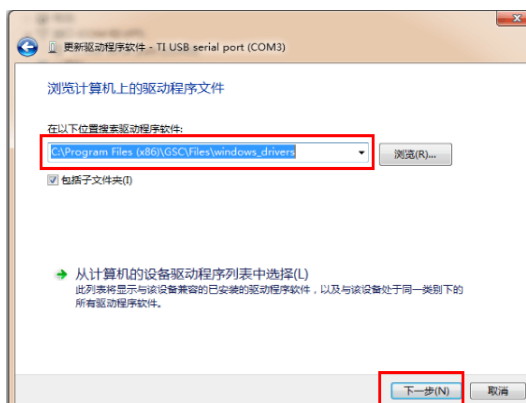 更新驱动程序软件 - TI USB serial port (COM3)
浏览计算机上的驱动程序文件
在以下位置搜索驱动程序软件:
C:\Program Files (x86)\GSC\Files\windows_drivers
浏览(R)...
包括子文件夹(I)
从计算机的设备驱动程序列表中选择(L)
此列表将显示与该设备兼容的已安装的驱动程序软件，以及与该设备处于同一类别下的
所有驱动程序软件。
下一步(N)
取消